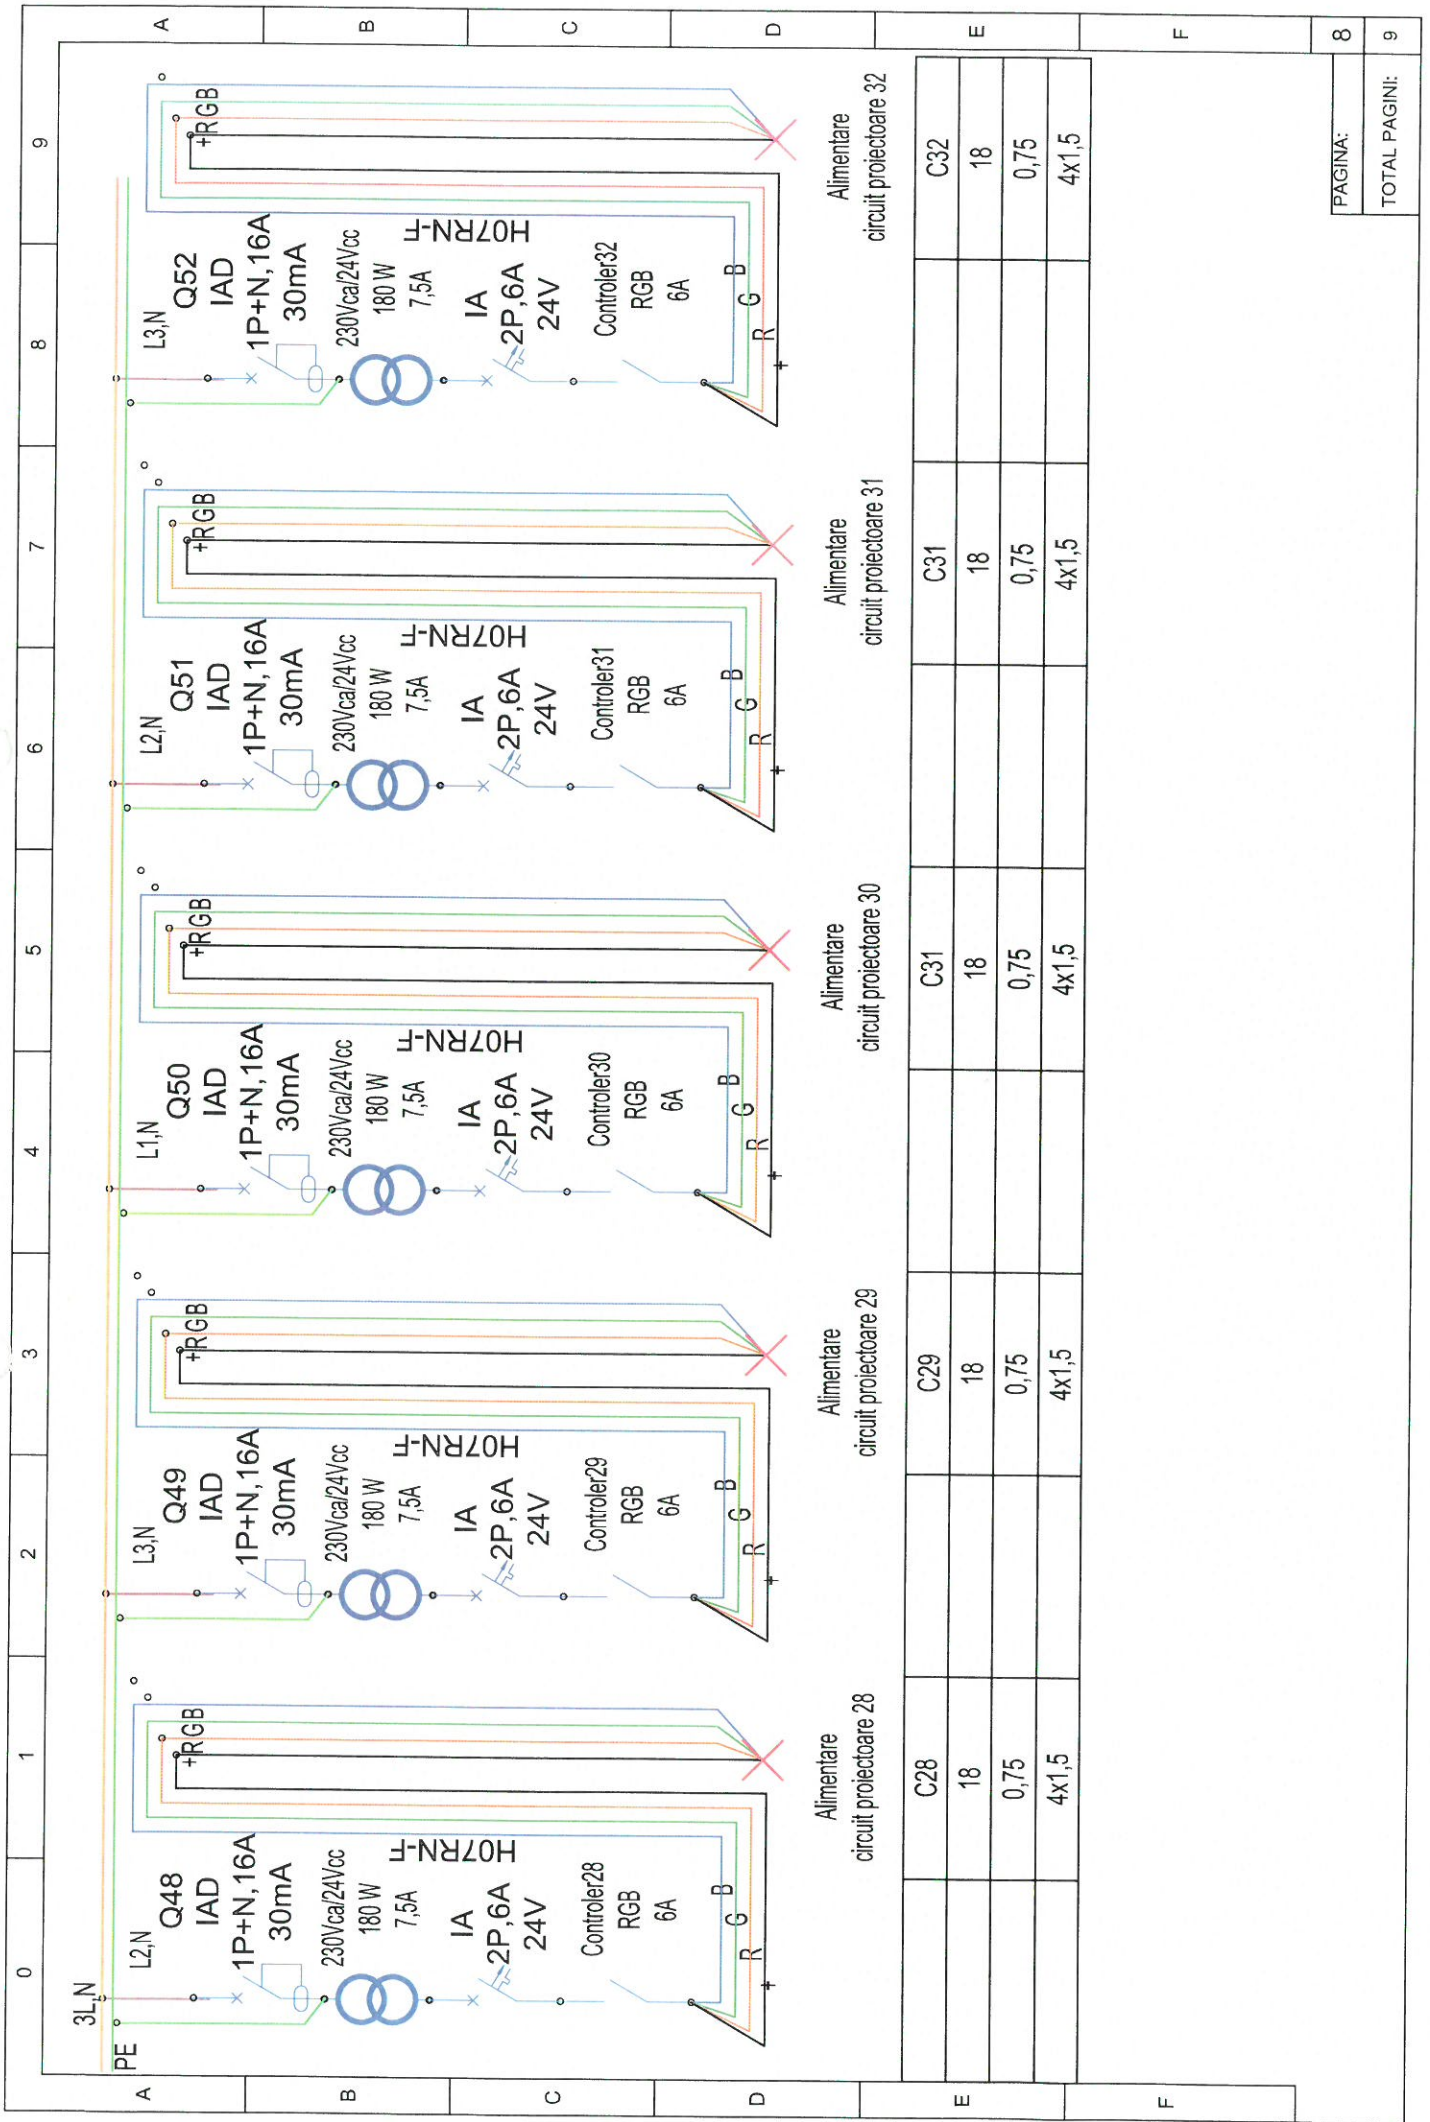 0 1 2 3 4 5 6 7 8 9
A
B
C
D
E
F
3L,N
PE
L2,N
Q48
IAD
1P+N,16A
30mA
230Vca/24Vcc
180 W
7,5A
IA
2P,6A
24V
Controler28
RGB
6A
R G B
+
H07RN-F
+RGB
Alimentare
circuit proiectoare 28
L3,N
Q49
IAD
1P+N,16A
30mA
230Vca/24Vcc
180 W
7,5A
IA
2P,6A
24V
Controler29
RGB
6A
R G B
+
H07RN-F
+RGB
Alimentare
circuit proiectoare 29
L1,N
Q50
IAD
1P+N,16A
30mA
230Vca/24Vcc
180 W
7,5A
IA
2P,6A
24V
Controler30
RGB
6A
R G B
+
H07RN-F
+RGB
Alimentare
circuit proiectoare 30
L2,N
Q51
IAD
1P+N,16A
30mA
230Vca/24Vcc
180 W
7,5A
IA
2P,6A
24V
Controler31
RGB
6A
R G B
+
H07RN-F
+RGB
Alimentare
circuit proiectoare 31
L3,N
Q52
IAD
1P+N,16A
30mA
230Vca/24Vcc
180 W
7,5A
IA
2P,6A
24V
Controler32
RGB
6A
R G B
+
H07RN-F
+RGB
Alimentare
circuit proiectoare 32
C28 C29 C31 C31 C32
18 18 18 18 18
0,75 0,75 0,75 0,75 0,75
4x1,5 4x1,5 4x1,5 4x1,5 4x1,5
A
B
C
D
E
F
PAGINA: 8
TOTAL PAGINI: 9